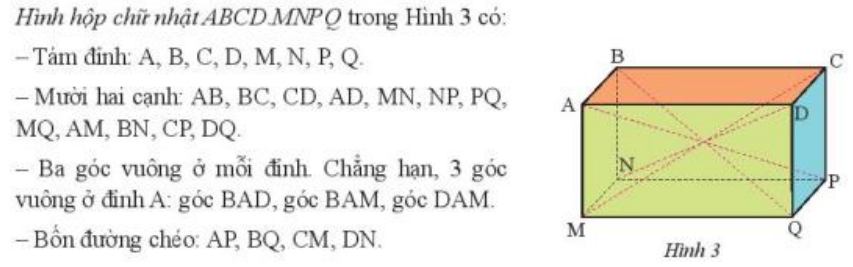 Hình hộp chữ nhật ABCD.MNPQ trong Hình 3 có:
– Tám đỉnh: A, B, C, D, M, N, P, Q.
– Mười hai cạnh: AB, BC, CD, AD, MN, NP, PQ,
MQ, AM, BN, CP, DQ.
– Ba góc vuông ở mỗi đỉnh. Chẳng hạn, 3 góc
vuông ở đỉnh A: góc BAD, góc BAM, góc DAM.
– Bốn đường chéo: AP, BQ, CM, DN.
B
C
A
D
N
P
M
Q
Hình 3